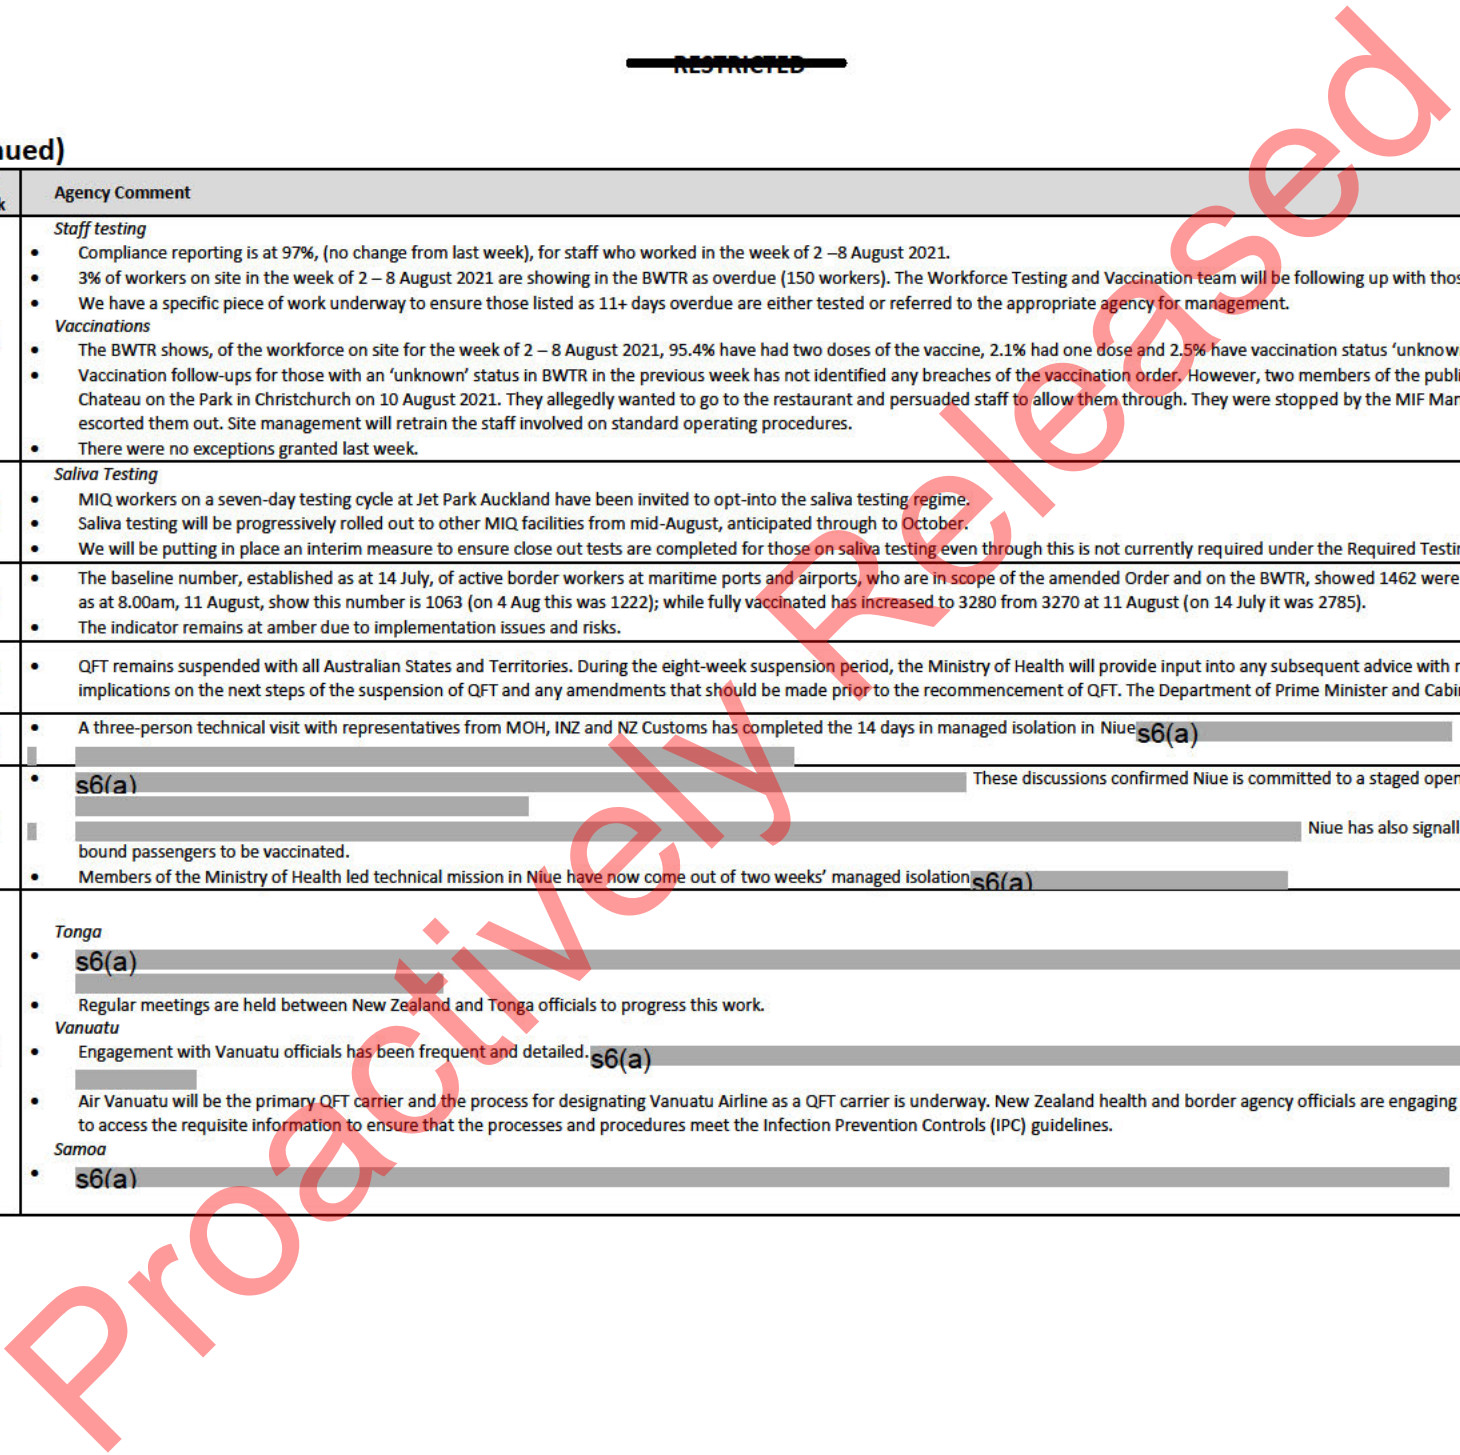 RESTRICTED
nued)
k
Agency Comment
Staff testing
• Compliance reporting is at 97%, (no change from last week), for staff who worked in the week of 2 –8 August 2021.
• 3% of workers on site in the week of 2 – 8 August 2021 are showing in the BWTR as overdue (150 workers). The Workforce Testing and Vaccination team will be following up with thos
• We have a specific piece of work underway to ensure those listed as 11+ days overdue are either tested or referred to the appropriate agency for management.
Vaccinations
• The BWTR shows, of the workforce on site for the week of 2 – 8 August 2021, 95.4% have had two doses of the vaccine, 2.1% had one dose and 2.5% have vaccination status ‘unknow
• Vaccination follow-ups for those with an ‘unknown’ status in BWTR in the previous week has not identified any breaches of the vaccination order. However, two members of the publi
Chateau on the Park in Christchurch on 10 August 2021. They allegedly wanted to go to the restaurant and persuaded staff to allow them through. They were stopped by the MIF Man
escorted them out. Site management will retrain the staff involved on standard operating procedures.
• There were no exceptions granted last week.
Saliva Testing
• MIQ workers on a seven-day testing cycle at Jet Park Auckland have been invited to opt-into the saliva testing regime.
• Saliva testing will be progressively rolled out to other MIQ facilities from mid-August, anticipated through to October.
• We will be putting in place an interim measure to ensure close out tests are completed for those on saliva testing even through this is not currently required under the Required Testi
• The baseline number, established as at 14 July, of active border workers at maritime ports and airports, who are in scope of the amended Order and on the BWTR, showed 1462 were
as at 8.00am, 11 August, show this number is 1063 (on 4 Aug this was 1222); while fully vaccinated has increased to 3280 from 3270 at 11 August (on 14 July it was 2785).
• The indicator remains at amber due to implementation issues and risks.
• QFT remains suspended with all Australian States and Territories. During the eight-week suspension period, the Ministry of Health will provide input into any subsequent advice with r
implications on the next steps of the suspension of QFT and any amendments that should be made prior to the recommencement of QFT. The Department of Prime Minister and Cabi
• A three-person technical visit with representatives from MOH, INZ and NZ Customs has completed the 14 days in managed isolation in Niue s6(a)
• s6(a) These discussions confirmed Niue is committed to a staged open
Niue has also signall
bound passengers to be vaccinated.
• Members of the Ministry of Health led technical mission in Niue have now come out of two weeks’ managed isolation s6(a)
Tonga
• s6(a)
• Regular meetings are held between New Zealand and Tonga officials to progress this work.
Vanuatu
• Engagement with Vanuatu officials has been frequent and detailed. s6(a)
• Air Vanuatu will be the primary QFT carrier and the process for designating Vanuatu Airline as a QFT carrier is underway. New Zealand health and border agency officials are engaging
to access the requisite information to ensure that the processes and procedures meet the Infection Prevention Controls (IPC) guidelines.
Samoa
• s6(a)
Proactively Released